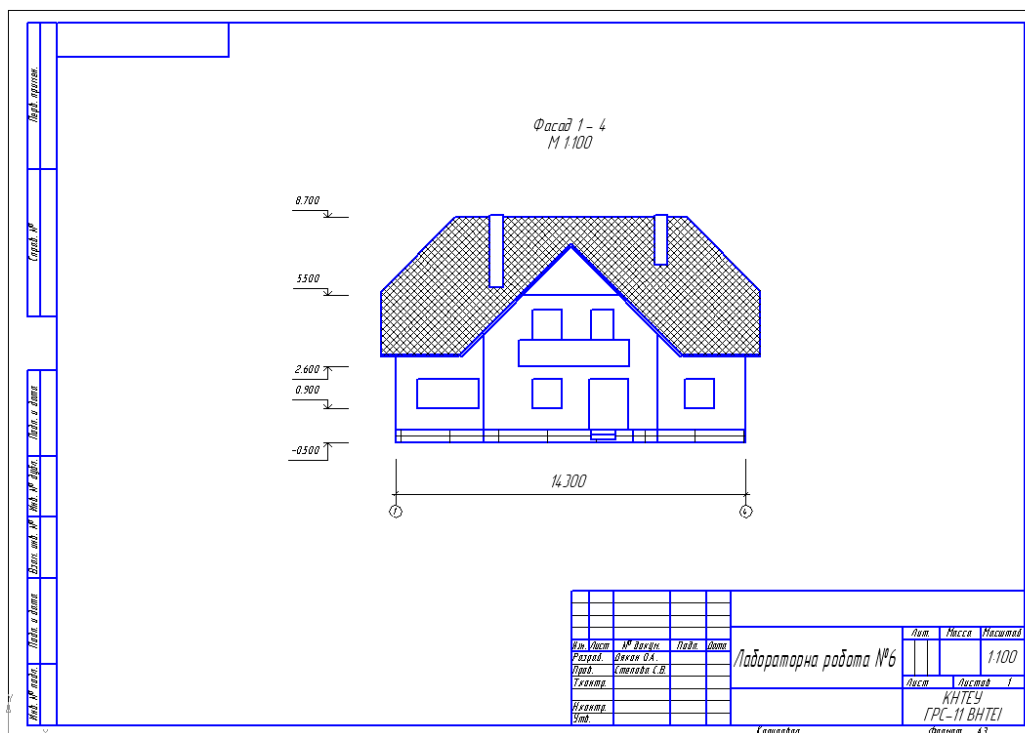 Фасад 1 - 4
М 1:100
8.700
5.500
2.600
0.900
-0.500
14300
1
4
Перв. примен.
Справ. №
Подп. и дата
Инв. № дубл.
Взам. инв. №
Подп. и дата
Инв. № подл.
Изм. Лист № докум. Подп. Дата
Разраб. Дякон О.А.
Пров.
Т.контр.
Н.контр.
Утв.
Лабораторна робота №6
Лит. Масса Масштаб
1:100
Лист Листов 1
КНТЕУ
ГРС-11 ВНТЕІ
Копировал Формат А3